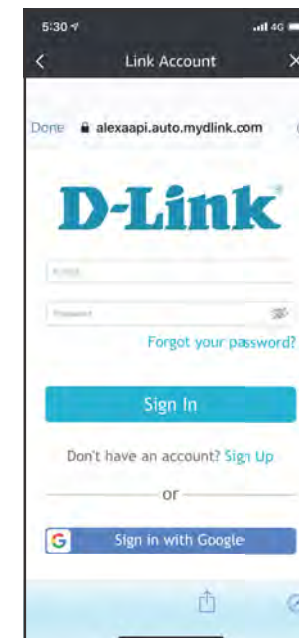 5:30
4G
Link Account
Done alexaapi.auto.mydlink.com
D-Link
Password
Forgot your password?
Sign In
Don't have an account? Sign Up
or
G Sign in with Google